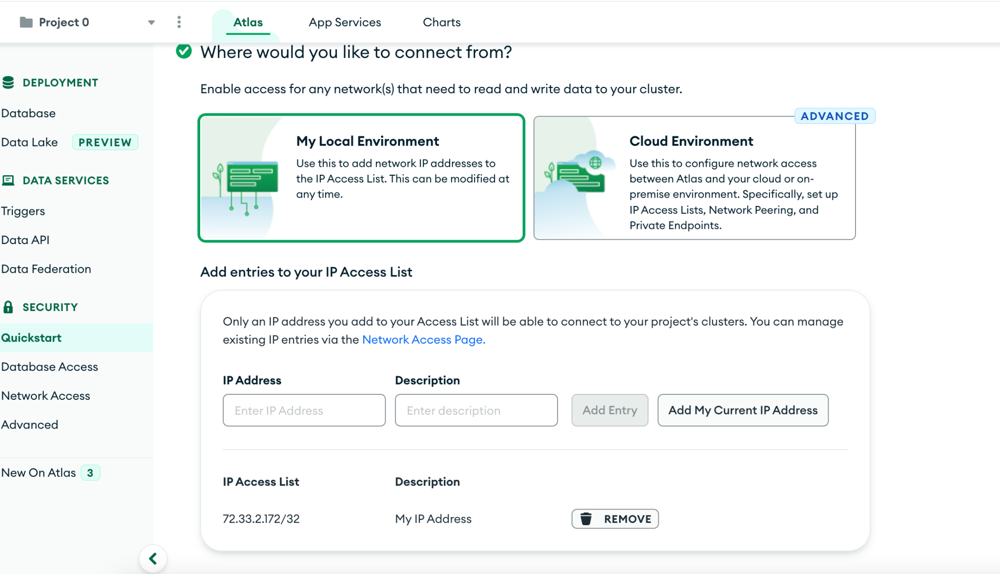 Project 0
Atlas
App Services
Charts
DEPLOYMENT
Database
Data Lake PREVIEW
DATA SERVICES
Triggers
Data API
Data Federation
SECURITY
Quickstart
Database Access
Network Access
Advanced
New On Atlas 3
Where would you like to connect from?
Enable access for any network(s) that need to read and write data to your cluster.
My Local Environment
Use this to add network IP addresses to
the IP Access List. This can be modified at
any time.
ADVANCED
Cloud Environment
Use this to configure network access
between Atlas and your cloud or on-
premise environment. Specifically, set up
IP Access Lists, Network Peering, and
Private Endpoints.
Add entries to your IP Access List
Only an IP address you add to your Access List will be able to connect to your project's clusters. You can manage
existing IP entries via the Network Access Page.
IP Address
Description
Enter IP Address
Enter description
Add Entry
Add My Current IP Address
IP Access List
Description
72.33.2.172/32
My IP Address
REMOVE